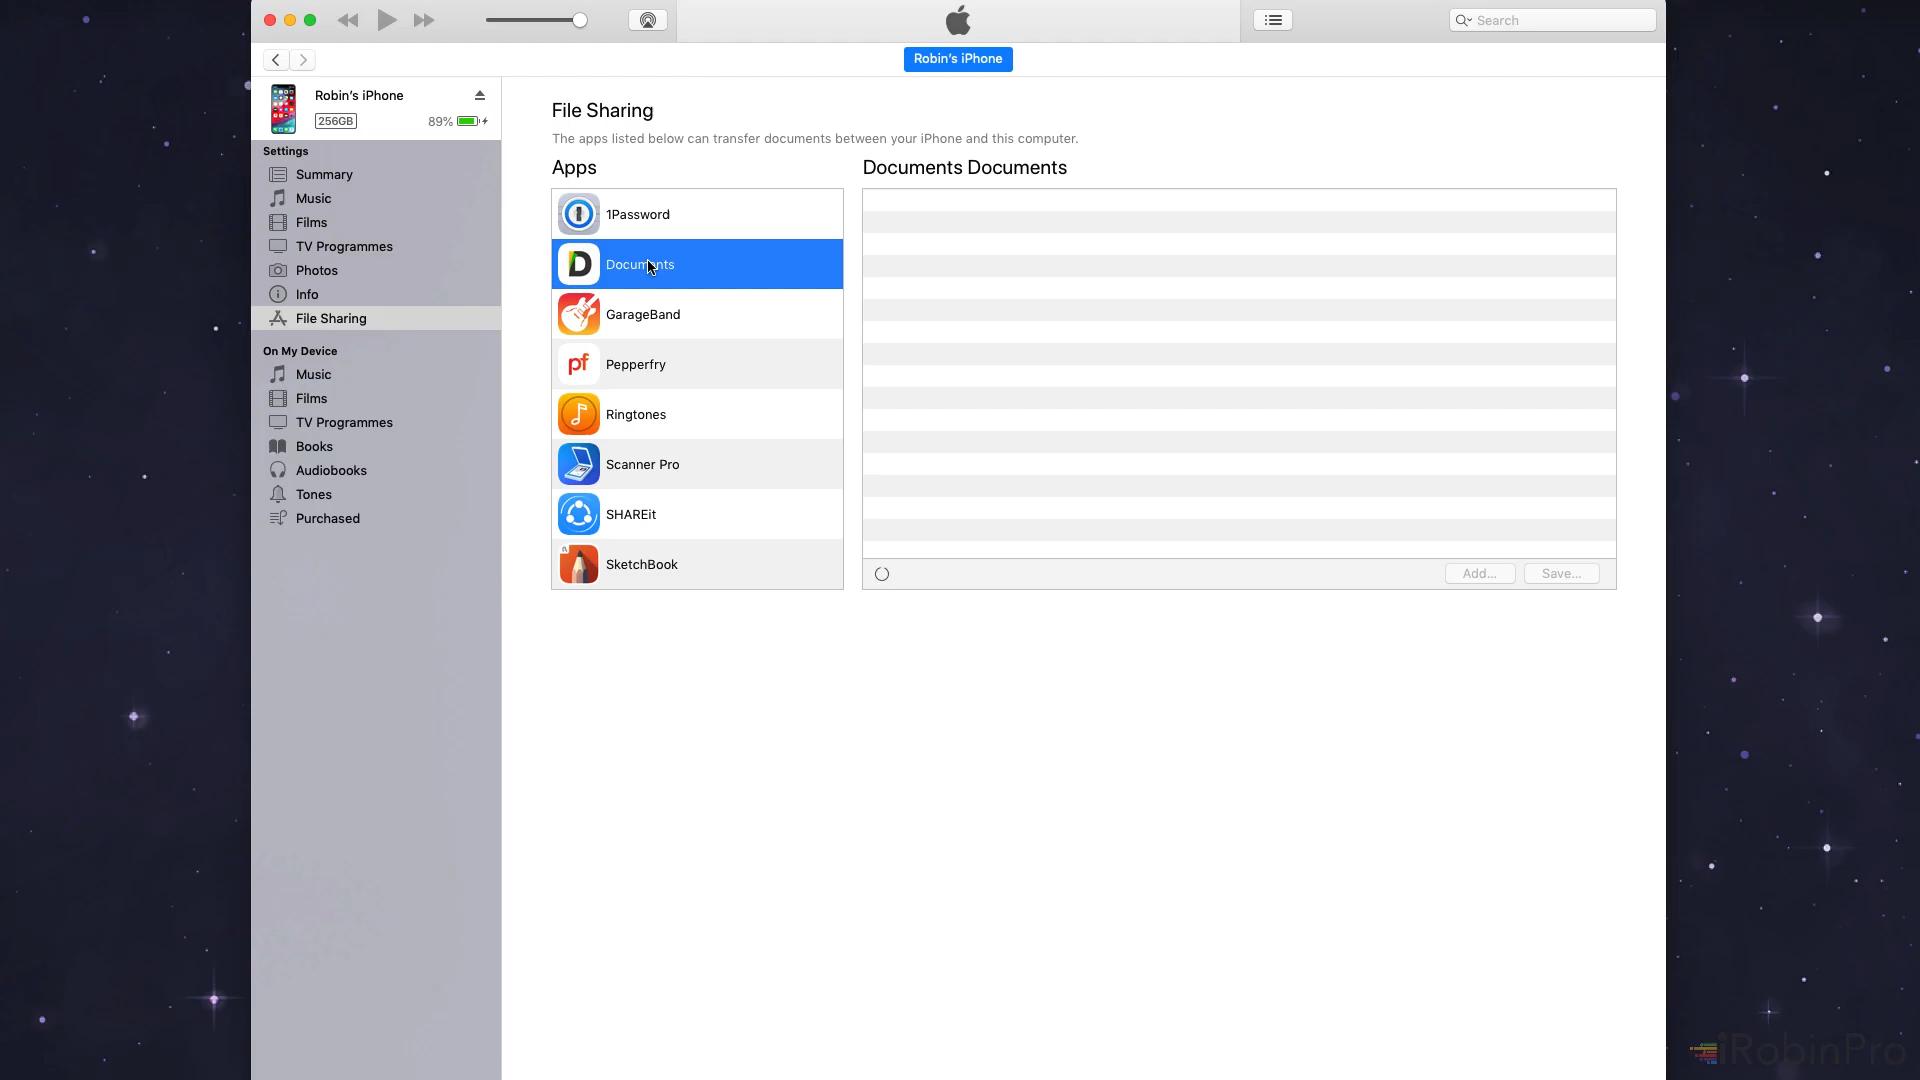 Search
Robin's iPhone
Robin's iPhone
256GB
89%
Settings
Summary
Music
Films
TV Programmes
Photos
Info
File Sharing
On My Device
Music
Films
TV Programmes
Books
Audiobooks
Tones
Purchased
File Sharing
The apps listed below can transfer documents between your iPhone and this computer.
Apps
1Password
D Documents
GarageBand
pf Pepperfry
Ringtones
Scanner Pro
SHAREit
SketchBook
Documents Documents
Add...
Save...
iRobinPro